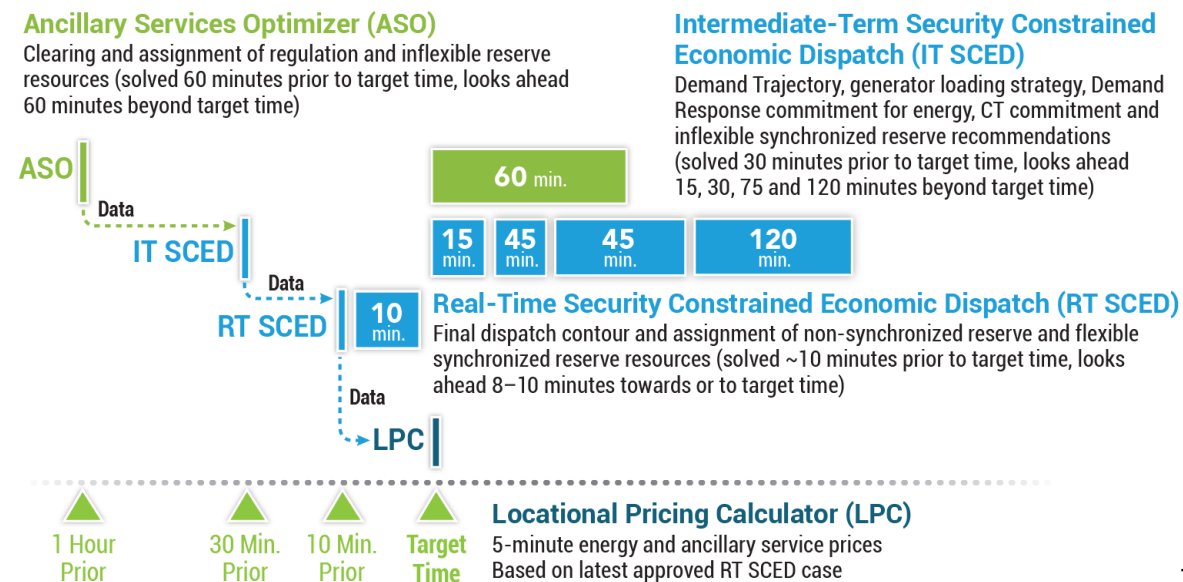 Ancillary Services Optimizer (ASO)
Clearing and assignment of regulation and inflexible reserve
resources (solved 60 minutes prior to target time, looks ahead
60 minutes beyond target time)
Intermediate-Term Security Constrained
Economic Dispatch (IT SCED)
Demand Trajectory, generator loading strategy, Demand
Response commitment for energy, CT commitment and
inflexible synchronized reserve recommendations
(solved 30 minutes prior to target time, looks ahead
15, 30, 75 and 120 minutes beyond target time)
ASO
60 min.
Data
IT SCED
15
min.
45
min.
45
min.
120
min.
Data
RT SCED
10
min.
Real-Time Security Constrained Economic Dispatch (RT SCED)
Final dispatch contour and assignment of non-synchronized reserve and flexible
synchronized reserve resources (solved ~10 minutes prior to target time, looks
ahead 8–10 minutes towards or to target time)
Data
LPC
1 Hour
Prior
30 Min.
Prior
10 Min.
Prior
Target
Time
Locational Pricing Calculator (LPC)
5-minute energy and ancillary service prices
Based on latest approved RT SCED case